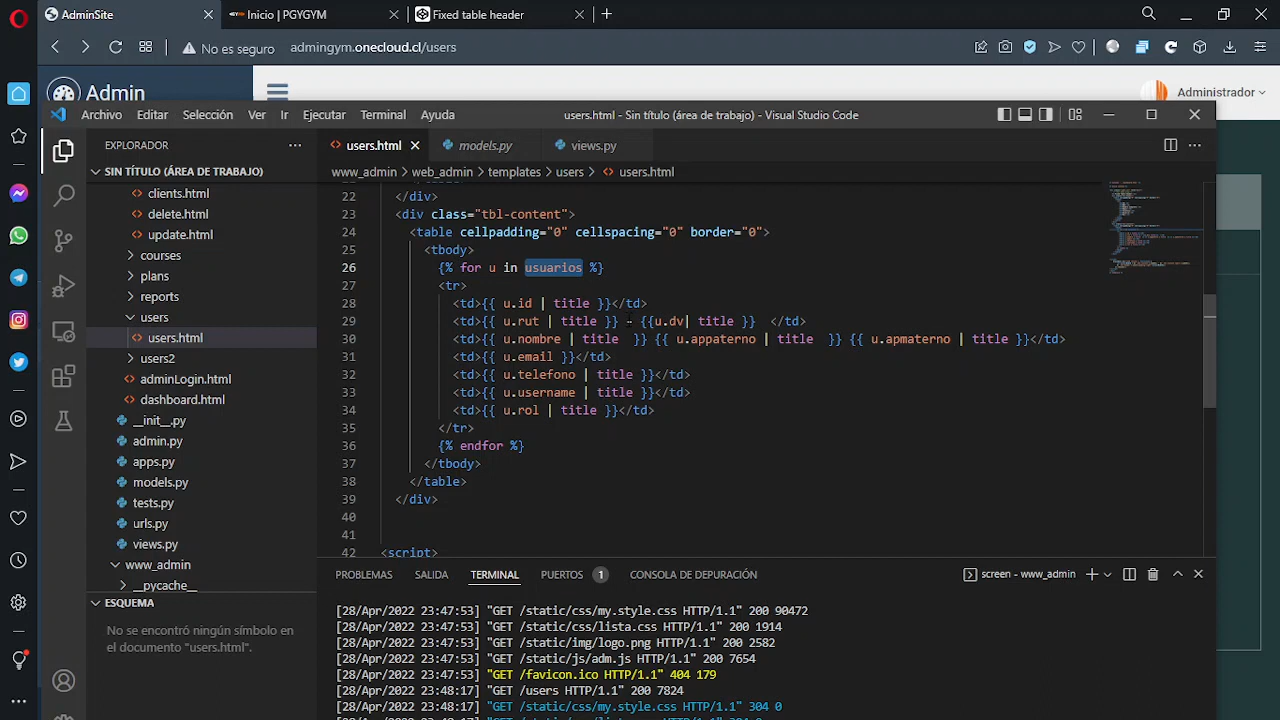 AdminSite
Inicio | PGYGYM
Fixed table header
No es seguro
admingym.onecloud.cl/users
Admin
Administrador
Archivo Editar Selección Ver Ir Ejecutar Terminal Ayuda
users.html - Sin título (área de trabajo) - Visual Studio Code
EXPLORADOR
SIN TÍTULO (ÁREA DE TRABAJO)
clients.html
delete.html
update.html
courses
plans
reports
users
users.html
users2
adminLogin.html
dashboard.html
__init__.py
admin.py
apps.py
models.py
tests.py
urls.py
views.py
www_admin
__pycache__
ESQUEMA
No se encontró ningún símbolo en
el documento "users.html".
users.html models.py views.py
www_admin > web_admin > templates > users > users.html
22 </div>
23 <div class="tbl-content">
24 <table cellpadding="0" cellspacing="0" border="0">
25 <tbody>
26 {% for u in usuarios %}
27 <tr>
28 <td>{{ u.id | title }}</td>
29 <td>{{ u.rut | title }} - {{u.dv| title }}  </td>
30 <td>{{ u.nombre | title  }} {{ u.appaterno | title  }} {{ u.apmaterno | title }}</td>
31 <td>{{ u.email }}</td>
32 <td>{{ u.telefono | title }}</td>
33 <td>{{ u.username | title }}</td>
34 <td>{{ u.rol | title }}</td>
35 </tr>
36 {% endfor %}
37 </tbody>
38 </table>
39 </div>
40
41
42 <script>
PROBLEMAS SALIDA TERMINAL PUERTOS 1 CONSOLA DE DEPURACIÓN
screen - www_admin
[28/Apr/2022 23:47:53] "GET /static/css/my.style.css HTTP/1.1" 200 90472
[28/Apr/2022 23:47:53] "GET /static/css/lista.css HTTP/1.1" 200 1914
[28/Apr/2022 23:47:53] "GET /static/img/logo.png HTTP/1.1" 200 2582
[28/Apr/2022 23:47:53] "GET /static/js/adm.js HTTP/1.1" 200 7654
[28/Apr/2022 23:47:53] "GET /favicon.ico HTTP/1.1" 404 179
[28/Apr/2022 23:48:17] "GET /users HTTP/1.1" 200 7824
[28/Apr/2022 23:48:17] "GET /static/css/my.style.css HTTP/1.1" 304 0